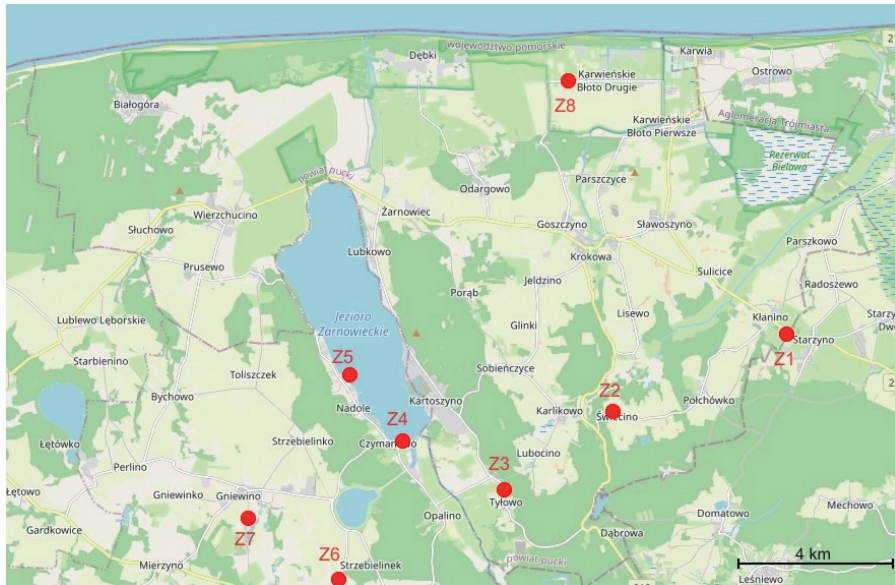 województwo pomorskie
Dębki
Karwia
2
Białogóra
Karwieńskie
Błoto Drugie
Ostrowo
Z8
Karwieńskie
Błoto Pierwsze
Aglomeracja Trójmiasta
Rezerwat
Bielawa
powiat pucki
Odargowo
Parszczyce
Wierzchucino
Żarnowiec
Słuchowo
Goszczyno
Sławoszyno
Parszkowo
Lubkowo
Krokowa
Prusewo
Sulicice
Radoszewo
Porąb
Jeldzino
Lublewo Lęborskie
Jezioro
Żarnowieckie
Glinki
Lisewo
Kłanino
Starzyno
Z1
Starbienino
Z5
Sobieńczyce
Toliszczek
2
Bychowo
Kartoszyno
Z2
Połchówko
Nadole
Karlikowo
Świecino
Z4
Łętówko
Strzebielinko
Lubocino
Perlino
Z3
Łętowo
Gniewinko
Gniewino
Tyłowo
Mechowo
Opalino
Domatowo
Gardkowice
Z7
Dąbrowa
Mierzyno
Z6
Strzebielinek
powiat pucki
4 km
Leśniewo